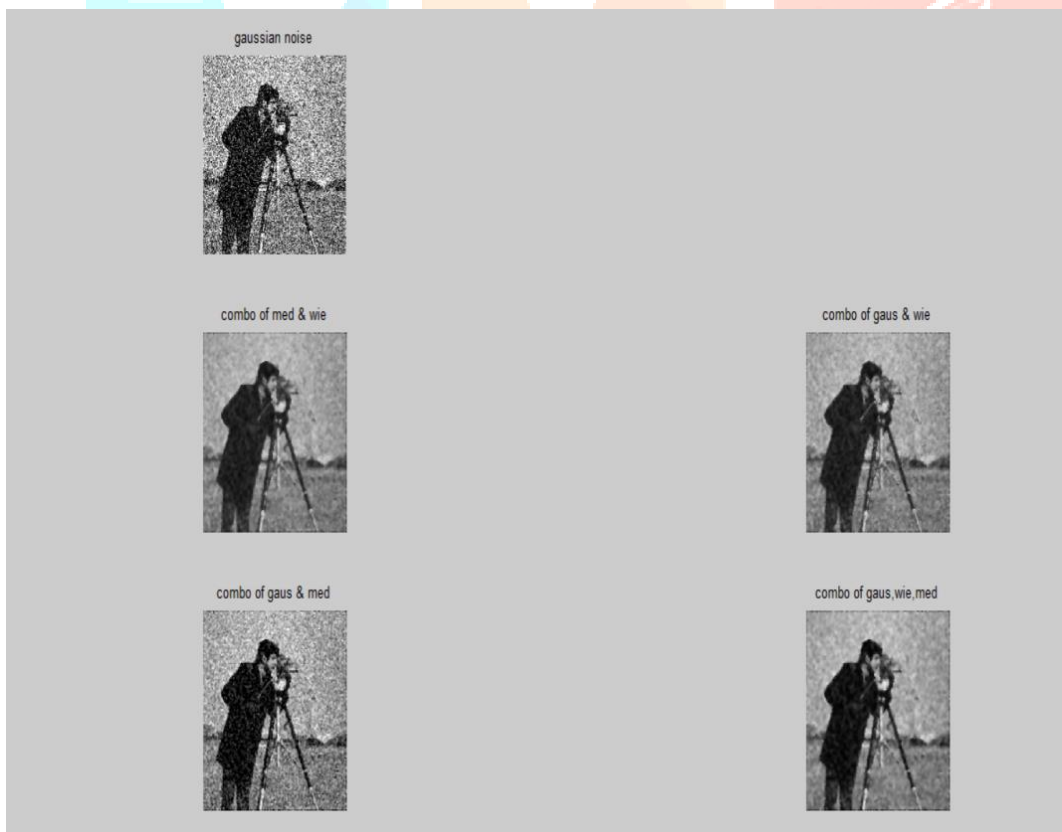 gaussian noise
combo of med & wie
combo of gaus & wie
combo of gaus & med
combo of gaus,wie,med